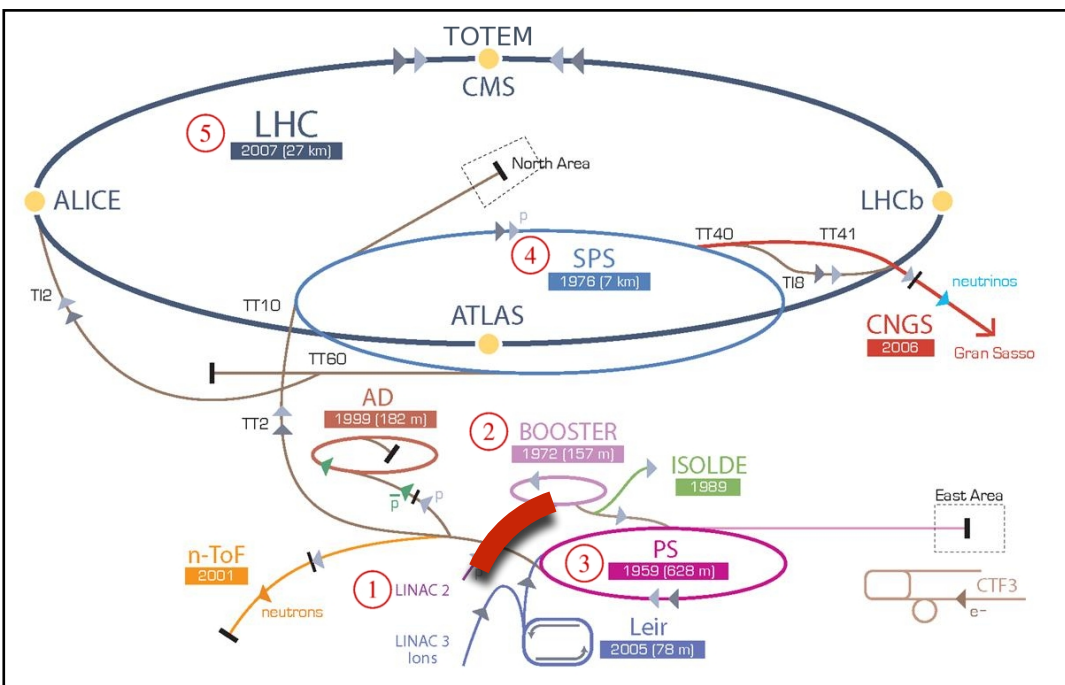 TOTEM
CMS
5
LHC
2007 (27 km)
North Area
ALICE
LHCb
p
TT40
TT41
4
SPS
1976 (7 km)
TI2
TI8
neutrinos
TT10
ATLAS
CNGS
2006
Gran Sasso
TT60
AD
1999 (182 m)
TT2
2
BOOSTER
1972 (157 m)
ISOLDE
1989
East Area
p̅
p
n-ToF
2001
3
PS
1959 (628 m)
1
LINAC 2
neutrons
CTF3
e-
LINAC 3
Ions
Leir
2005 (78 m)